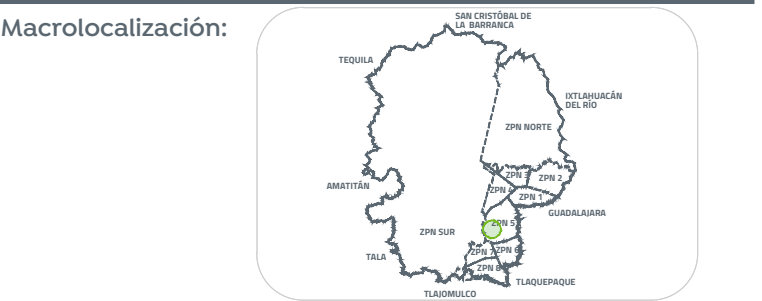 Macrolocalización:
SAN CRISTÓBAL DE
LA BARRANCA
TEQUILA
IXTLAHUACÁN
DEL RÍO
ZPN NORTE
ZPN 3
ZPN 2
AMATITÁN
ZPN 4
ZPN 1
GUADALAJARA
ZPN 5
ZPN SUR
TALA
ZPN 7
ZPN 6
ZPN 8
TLAQUEPAQUE
TLAJOMULCO